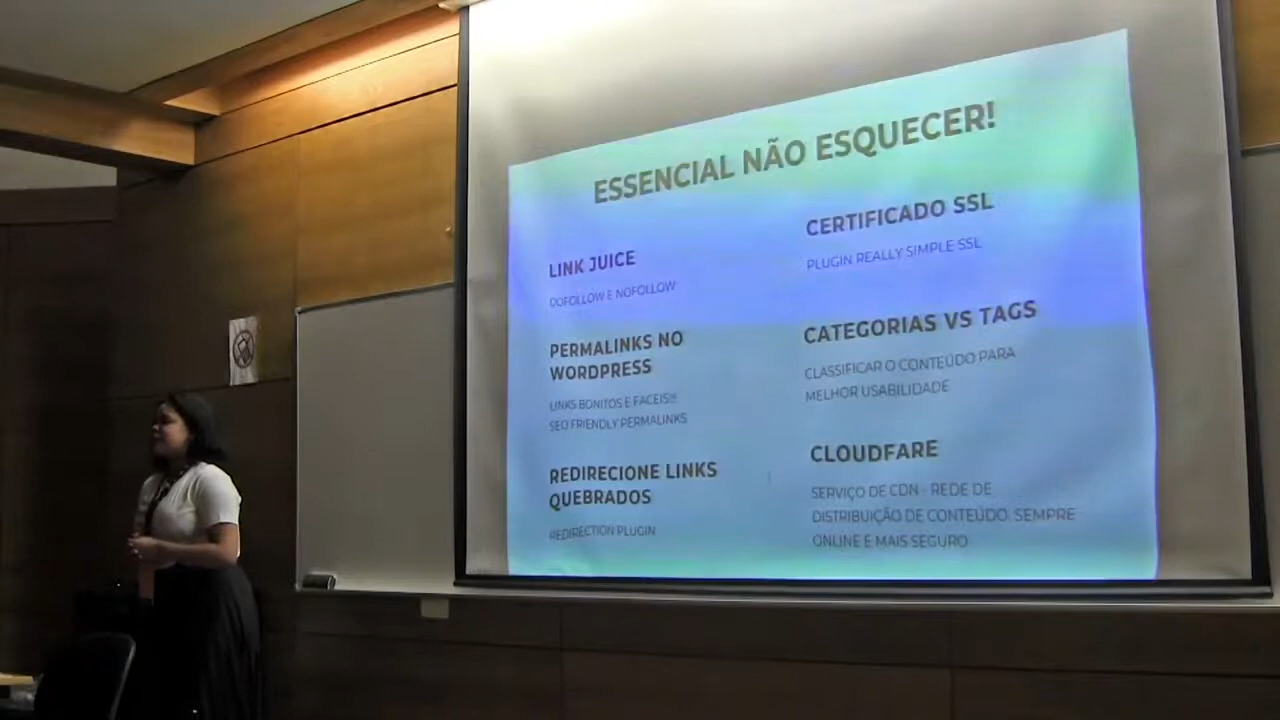 ESSENCIAL NÃO ESQUECER!
LINK JUICE
DOFOLLOW E NOFOLLOW
PERMALINKS NO
WORDPRESS
LINKS BONITOS E FACEIS!!!
SEO FRIENDLY PERMALINKS
REDIRECIONE LINKS
QUEBRADOS
REDIRECTION PLUGIN
CERTIFICADO SSL
PLUGIN REALLY SIMPLE SSL
CATEGORIAS VS TAGS
CLASSIFICAR O CONTEÚDO PARA
MELHOR USABILIDADE
CLOUDFARE
SERVIÇO DE CDN - REDE DE
DISTRIBUIÇÃO DE CONTEÚDO. SEMPRE
ONLINE E MAIS SEGURO